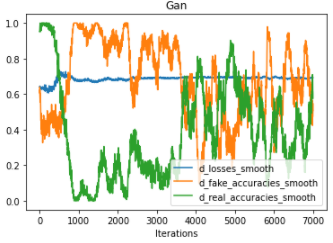 Gan
1.0
0.8
0.6
0.4
0.2
0.0
d_losses_smooth
d_fake_accuracies_smooth
d_real_accuracies_smooth
0 1000 2000 3000 4000 5000 6000 7000
Iterations